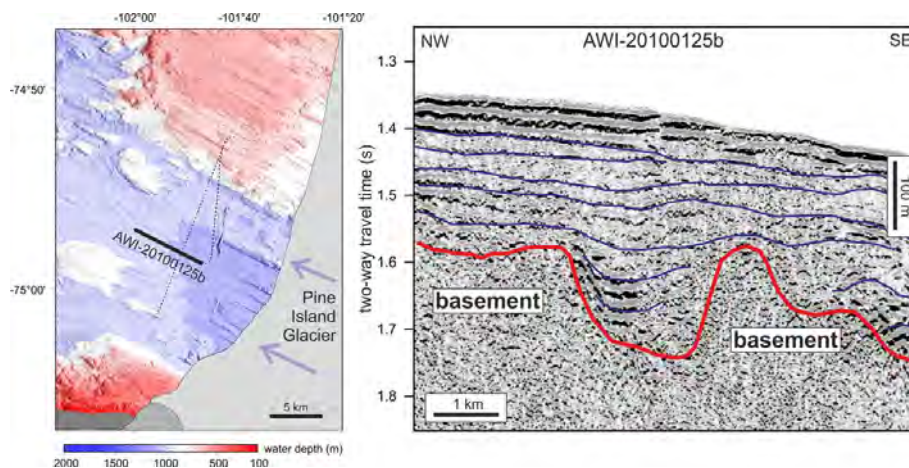 -102°00' -101°40' -101°20'
-74°50'
-75°00'
AWI-20100125b
Pine
Island
Glacier
5 km
water depth (m)
2000 1500 1000 500 100
NW AWI-20100125b SE
1.3
1.4
1.5
1.6
1.7
1.8
two-way travel time (s)
100 m
basement
basement
1 km